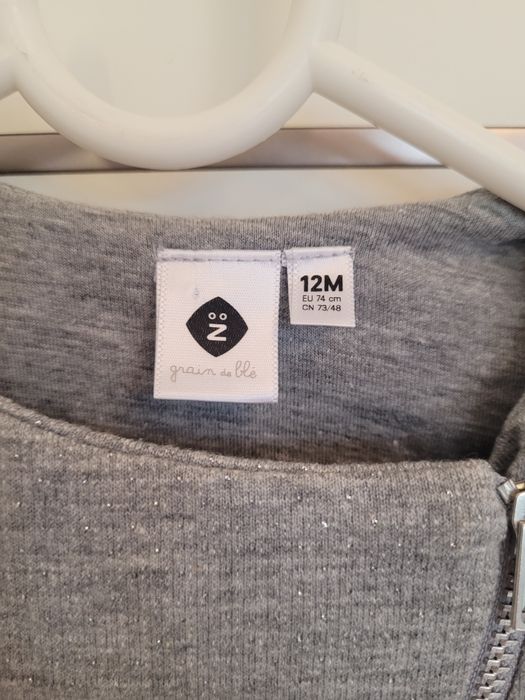 grain de blé
12M
EU 74 cm
CN 73/48